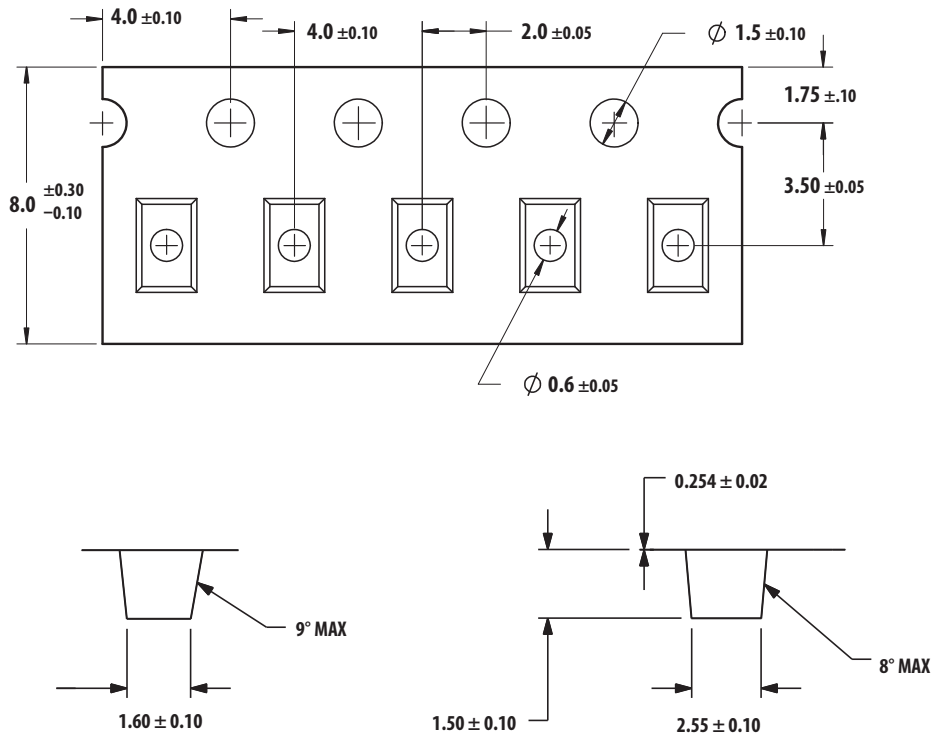 4.0 ±0.10
4.0 ±0.10
2.0 ±0.05
Ø 1.5 ±0.10
1.75 ±.10
3.50 ±0.05
8.0 ±0.30
−0.10
Ø 0.6 ±0.05
0.254 ± 0.02
9° MAX
8° MAX
1.60 ± 0.10
1.50 ± 0.10
2.55 ± 0.10